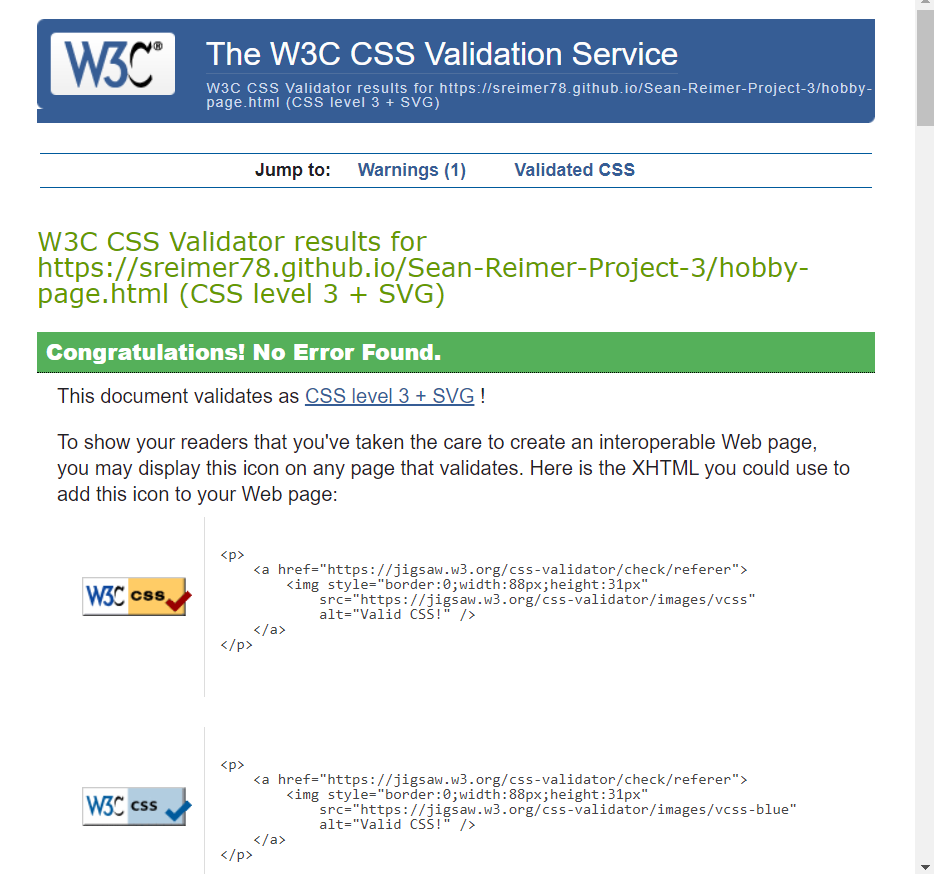 W3C®
The W3C CSS Validation Service
W3C CSS Validator results for https://sreimer78.github.io/Sean-Reimer-Project-3/hobby-
page.html (CSS level 3 + SVG)
Jump to: Warnings (1) Validated CSS
W3C CSS Validator results for
https://sreimer78.github.io/Sean-Reimer-Project-3/hobby-
page.html (CSS level 3 + SVG)
Congratulations! No Error Found.
This document validates as CSS level 3 + SVG !
To show your readers that you've taken the care to create an interoperable Web page,
you may display this icon on any page that validates. Here is the XHTML you could use to
add this icon to your Web page:
W3C css
<p>
<a href="https://jigsaw.w3.org/css-validator/check/referer">
<img style="border:0;width:88px;height:31px"
src="https://jigsaw.w3.org/css-validator/images/vcss"
alt="Valid CSS!" />
</a>
</p>
W3C css
<p>
<a href="https://jigsaw.w3.org/css-validator/check/referer">
<img style="border:0;width:88px;height:31px"
src="https://jigsaw.w3.org/css-validator/images/vcss-blue"
alt="Valid CSS!" />
</a>
</p>